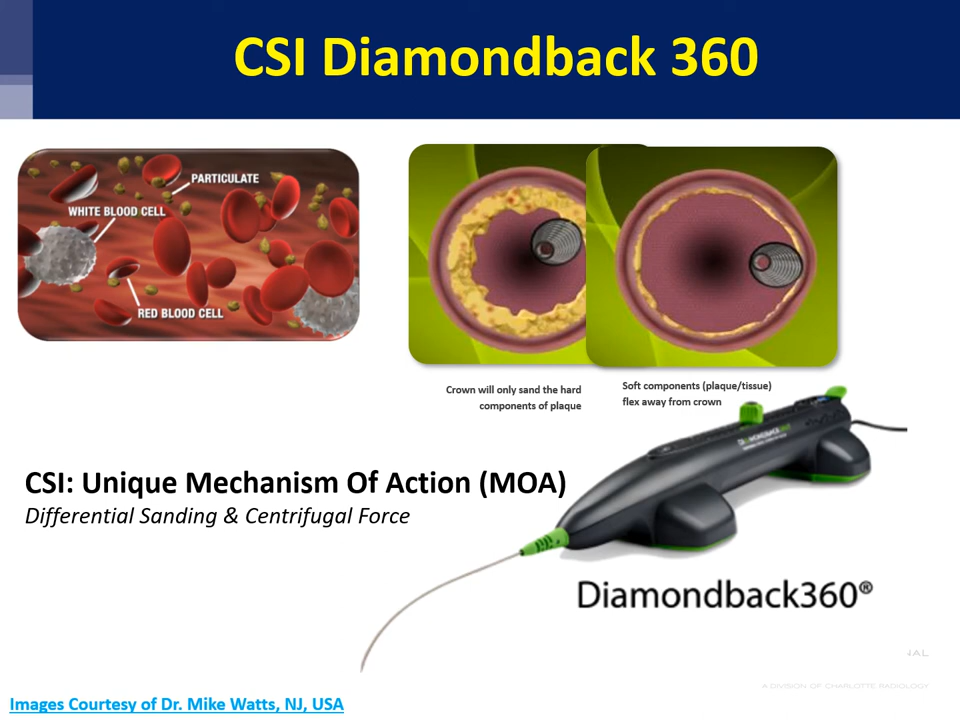 CSI Diamondback 360
PARTICULATE
WHITE BLOOD CELL
RED BLOOD CELL
Crown will only sand the hard
components of plaque
Soft components (plaque/tissue)
flex away from crown
CSI: Unique Mechanism Of Action (MOA)
Differential Sanding & Centrifugal Force
Diamondback360®
NAL
A DIVISION OF CHARLOTTE RADIOLOGY
Images Courtesy of Dr. Mike Watts, NJ, USA